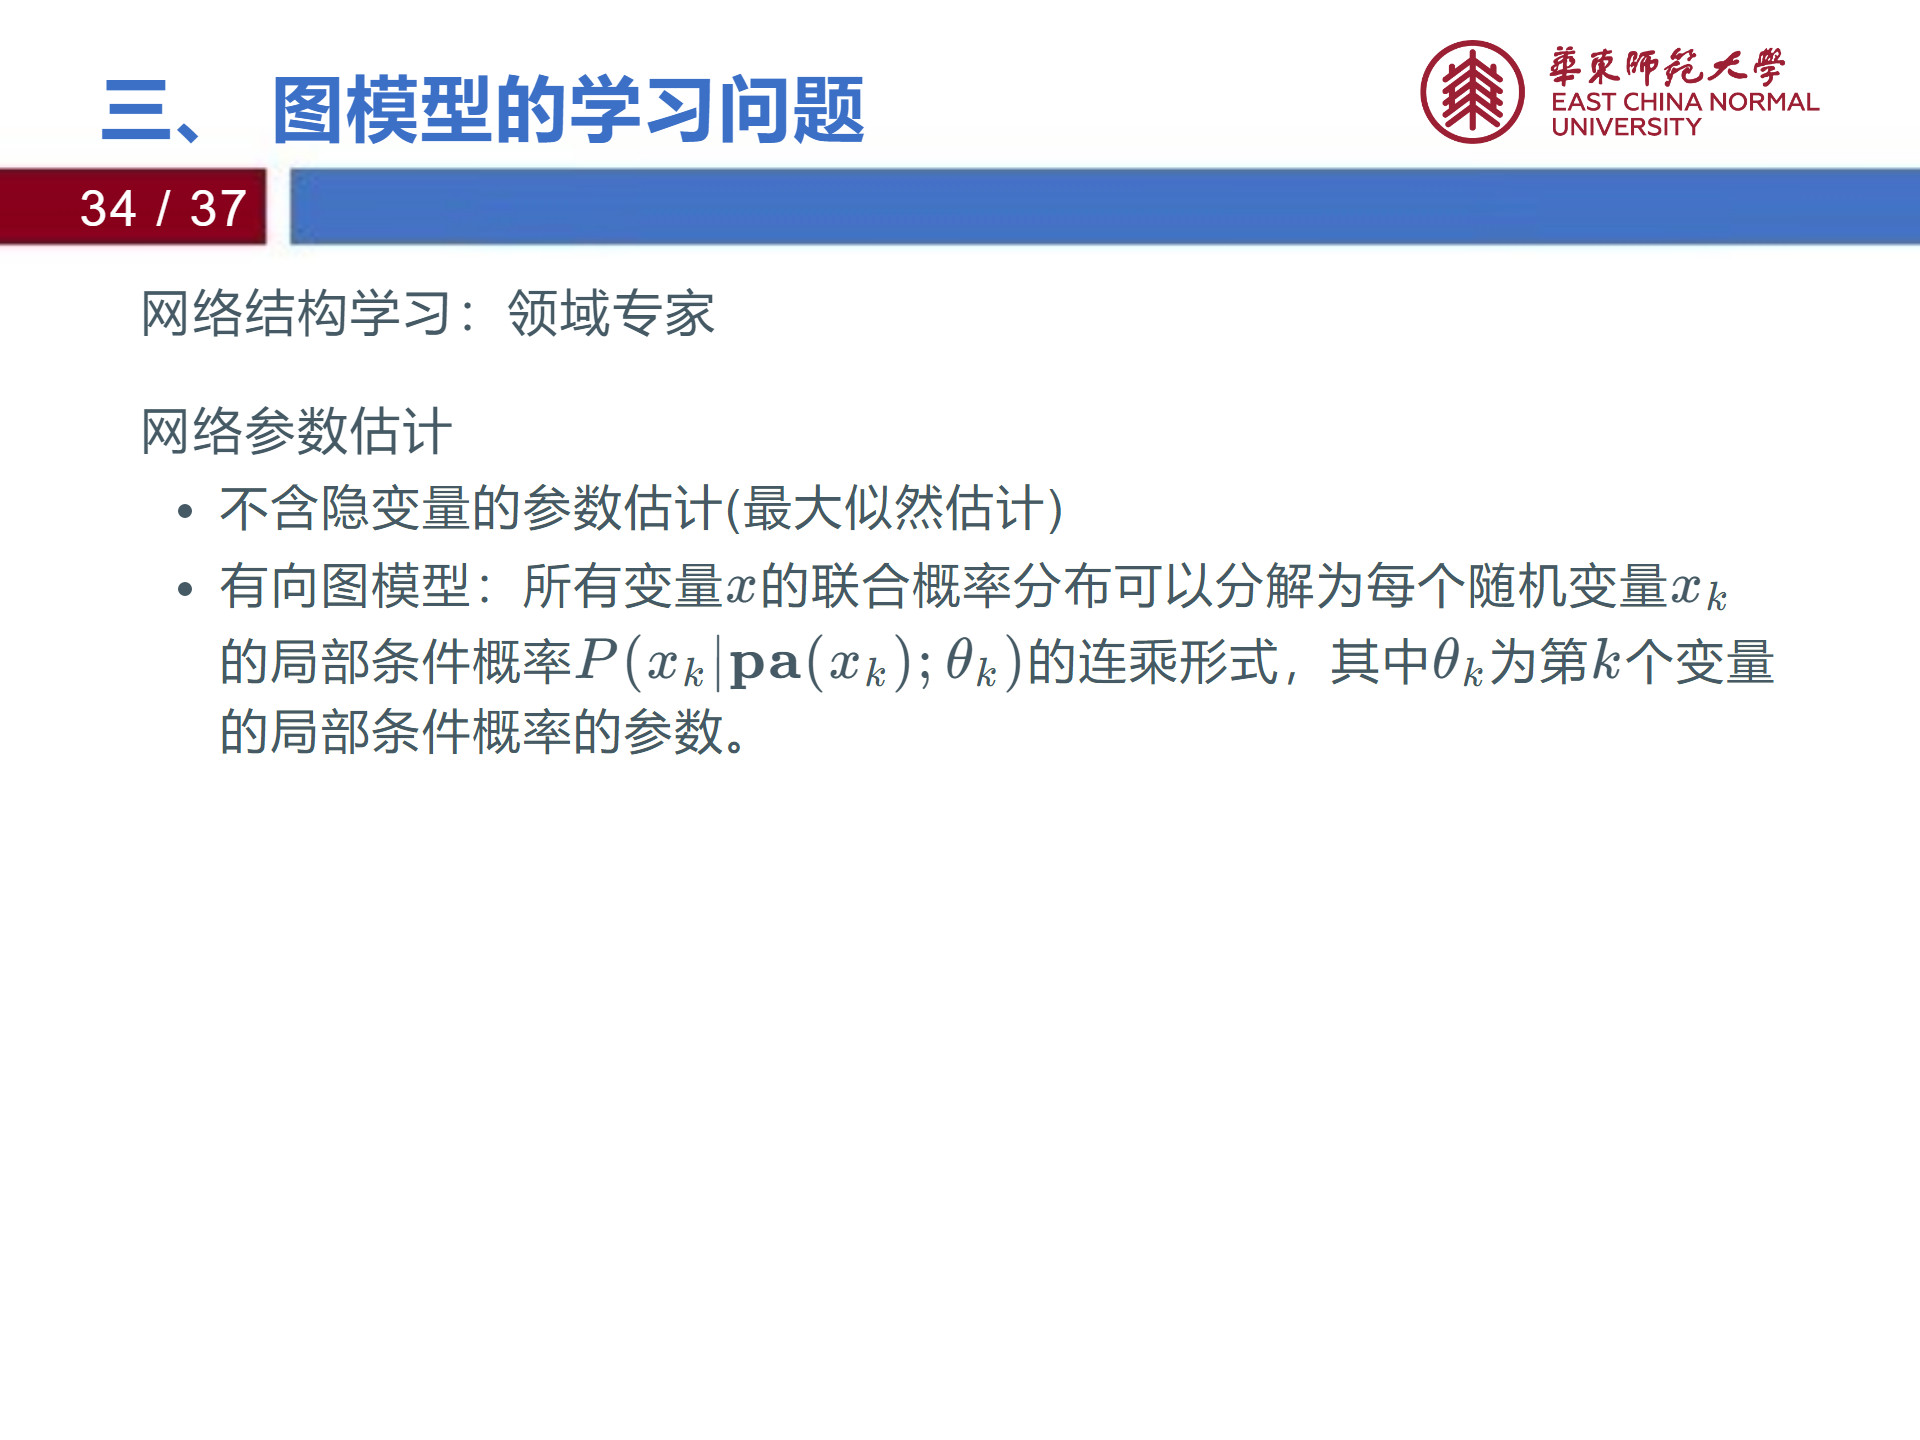 三、 图模型的学习问题
華東師範大學
EAST CHINA NORMAL
UNIVERSITY
34 / 37
网络结构学习：领域专家
网络参数估计
• 不含隐变量的参数估计(最大似然估计)
• 有向图模型：所有变量x的联合概率分布可以分解为每个随机变量x_k
的局部条件概率P(x_k|pa(x_k);θ_k)的连乘形式，其中θ_k为第k个变量
的局部条件概率的参数。